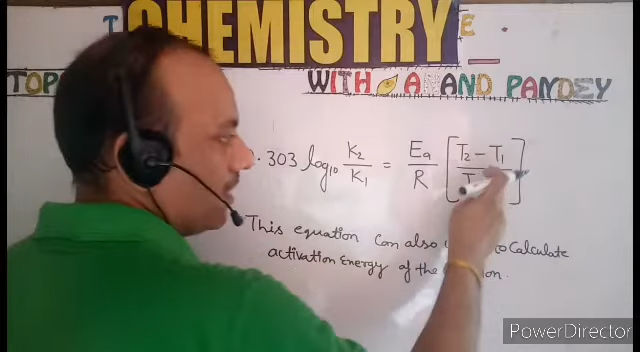 CHEMISTRY
WITH ANAND PANDEY
.303 log₁₀ K₂/K₁ = Ea/R [T₂ - T₁
This equation can also to calculate
activation Energy of the
PowerDirector